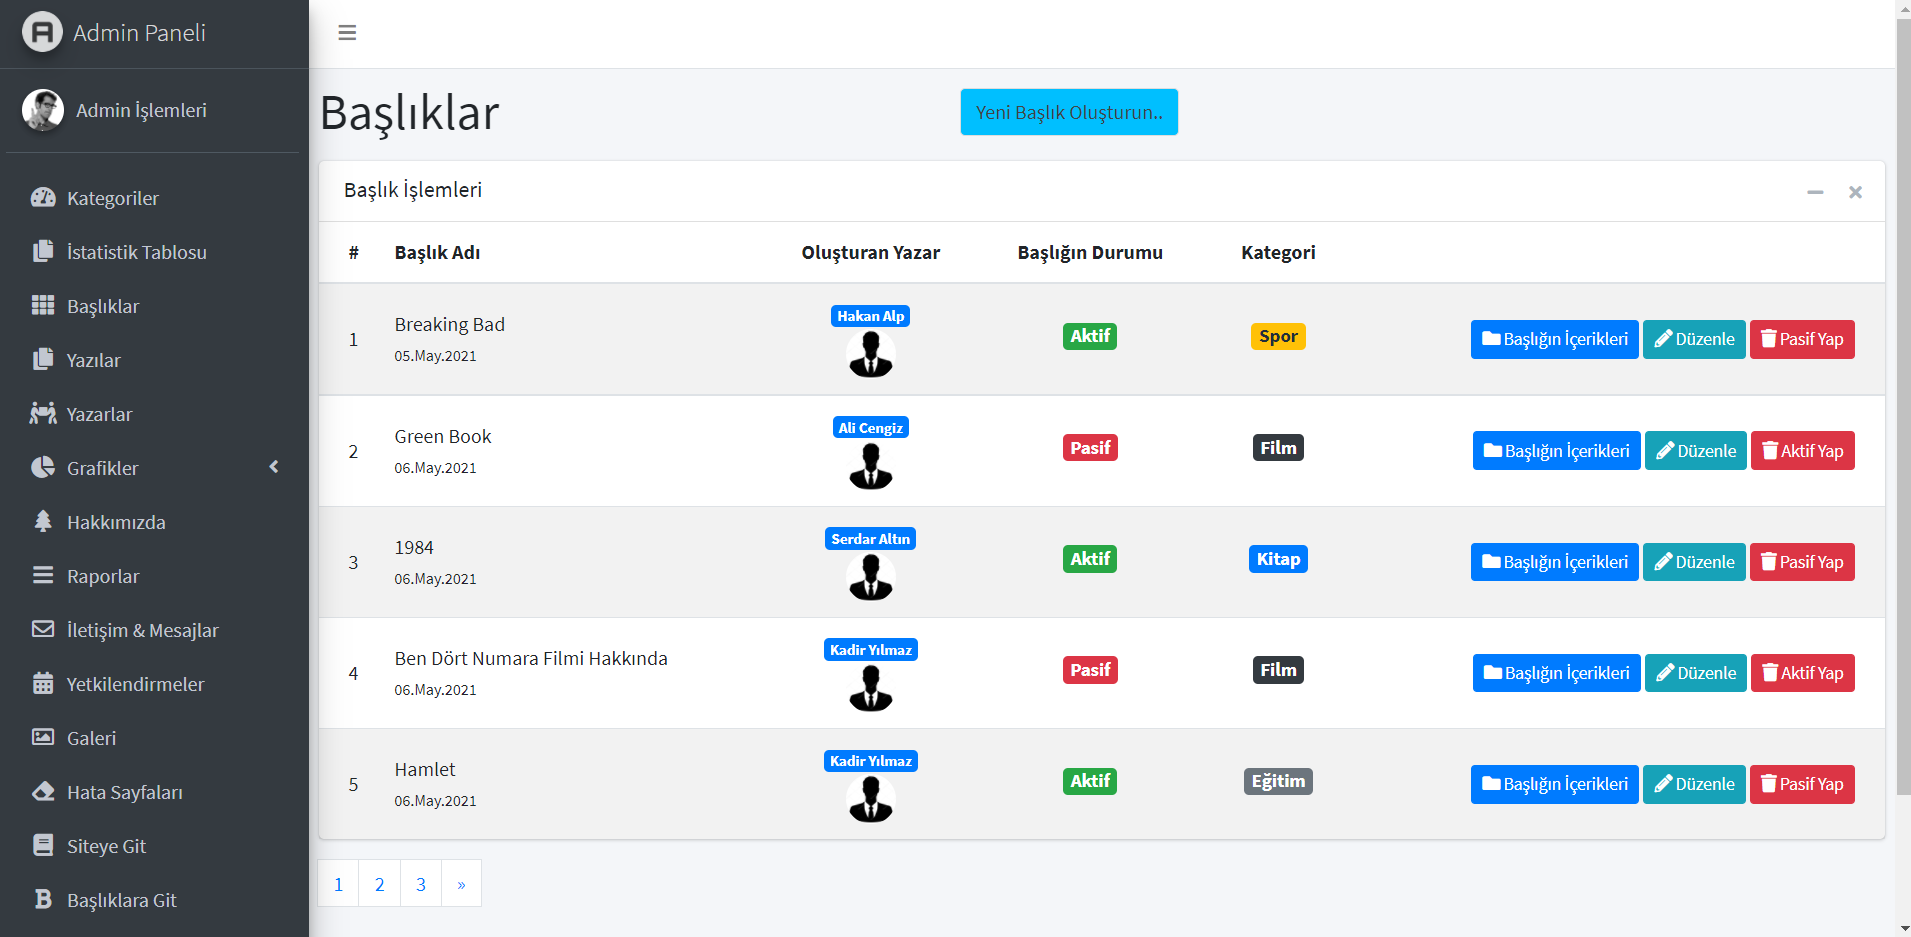 Admin Paneli
Admin İşlemleri
Kategoriler
İstatistik Tablosu
Başlıklar
Yazılar
Yazarlar
Grafikler
Hakkımızda
Raporlar
İletişim & Mesajlar
Yetkilendirmeler
Galeri
Hata Sayfaları
Siteye Git
Başlıklara Git
Başlıklar
Yeni Başlık Oluşturun..
Başlık İşlemleri
# Başlık Adı Oluşturan Yazar Başlığın Durumu Kategori
1 Breaking Bad Hakan Alp Aktif Spor Başlığın İçerikleri Düzenle Pasif Yap
05.May.2021
2 Green Book Ali Cengiz Pasif Film Başlığın İçerikleri Düzenle Aktif Yap
06.May.2021
3 1984 Serdar Altın Aktif Kitap Başlığın İçerikleri Düzenle Pasif Yap
06.May.2021
4 Ben Dört Numara Filmi Hakkında Kadir Yılmaz Pasif Film Başlığın İçerikleri Düzenle Aktif Yap
06.May.2021
5 Hamlet Kadir Yılmaz Aktif Eğitim Başlığın İçerikleri Düzenle Pasif Yap
06.May.2021
1 2 3 »